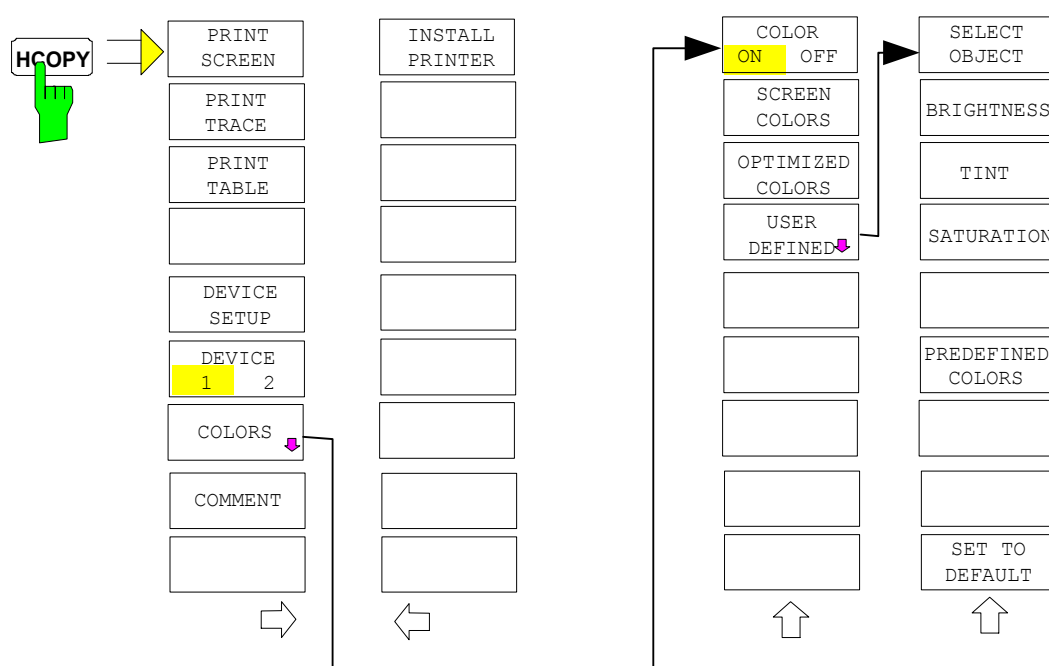 HCOPY
PRINT
SCREEN
PRINT
TRACE
PRINT
TABLE
DEVICE
SETUP
DEVICE
1 2
COLORS
COMMENT
INSTALL
PRINTER
COLOR
ON OFF
SCREEN
COLORS
OPTIMIZED
COLORS
USER
DEFINED
SELECT
OBJECT
BRIGHTNESS
TINT
SATURATION
PREDEFINED
COLORS
SET TO
DEFAULT